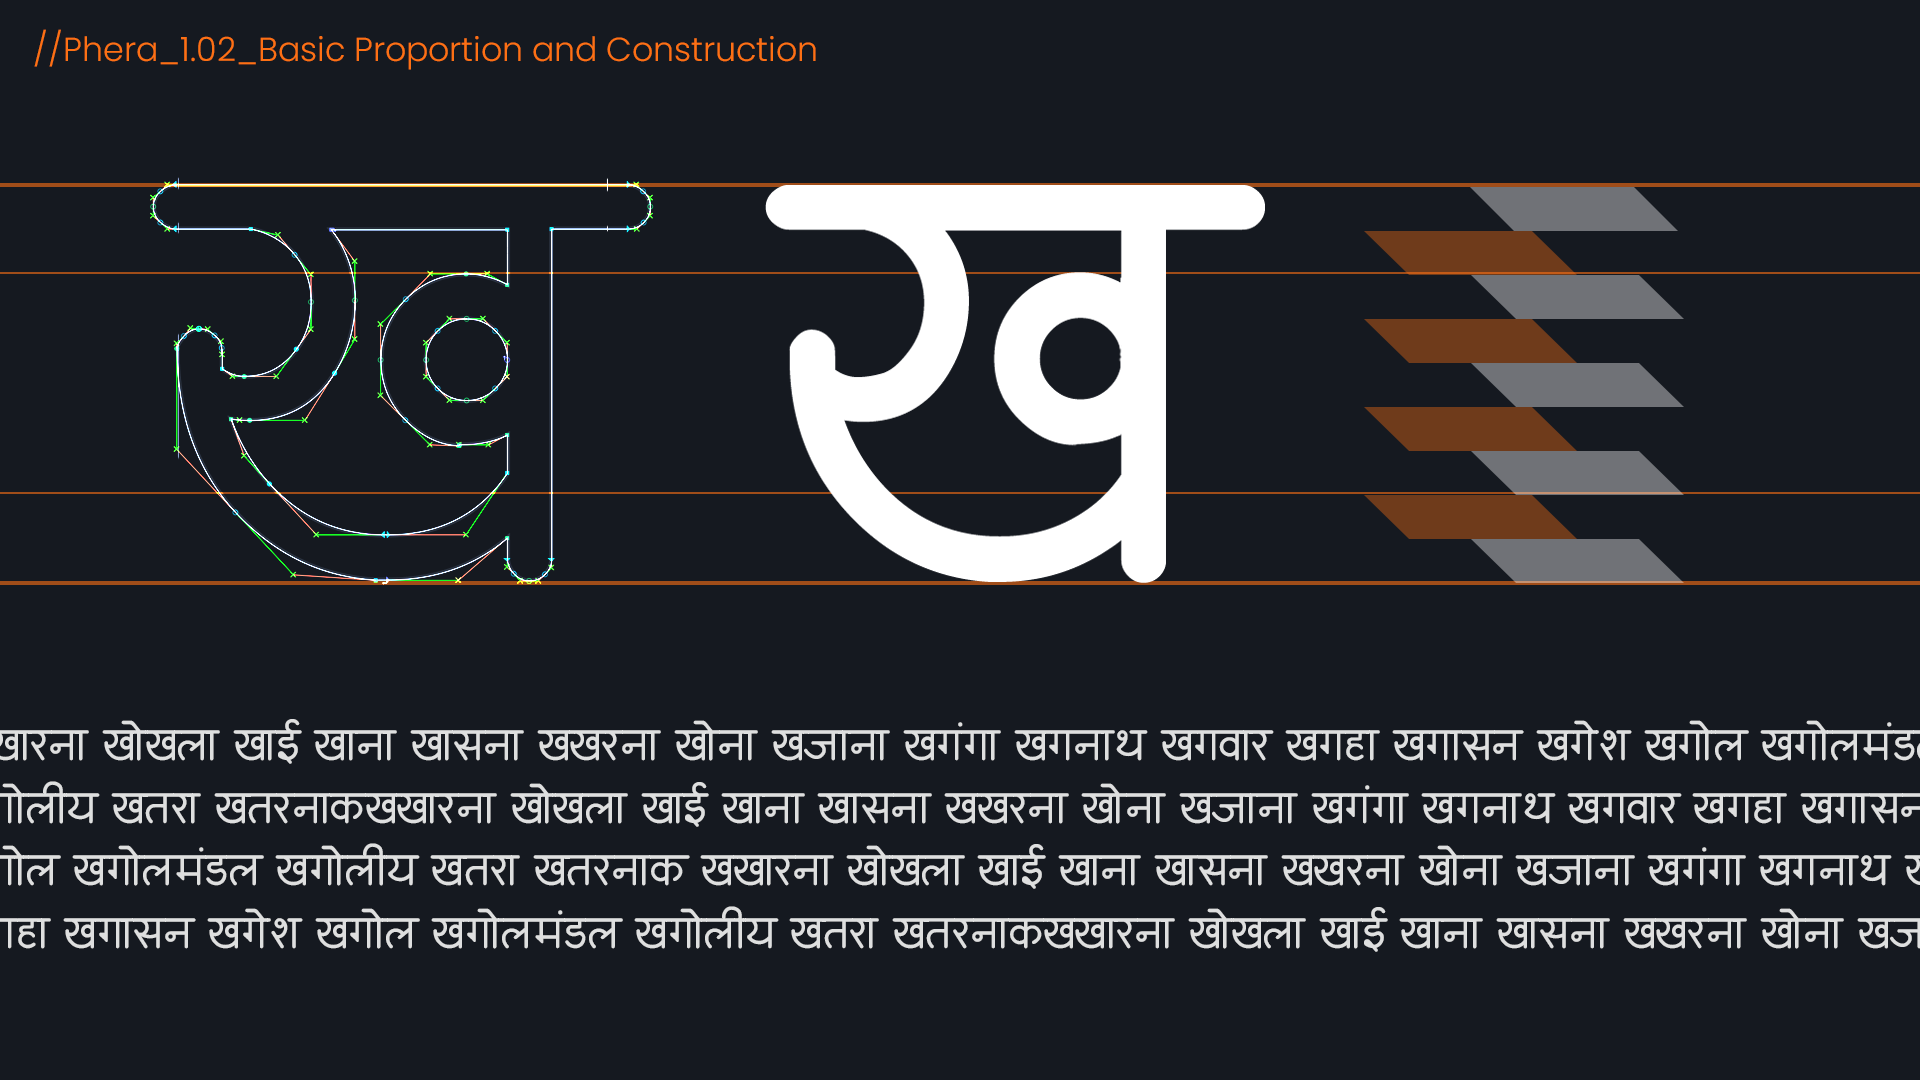 //Phera_1.02_Basic Proportion and Construction
ख
ख
खारना खोखला खाई खाना खासना खखरना खोना खजाना खगंगा खगनाथ खगवार खगहा खगासन खगेश खगोल खगोलमंडल
गोलीय खतरा खतरनाकखखारना खोखला खाई खाना खासना खखरना खोना खजाना खगंगा खगनाथ खगवार खगहा खगासन
गोल खगोलमंडल खगोलीय खतरा खतरनाक खखारना खोखला खाई खाना खासना खखरना खोना खजाना खगंगा खगनाथ
गहा खगासन खगेश खगोल खगोलमंडल खगोलीय खतरा खतरनाकखखारना खोखला खाई खाना खासना खखरना खोना